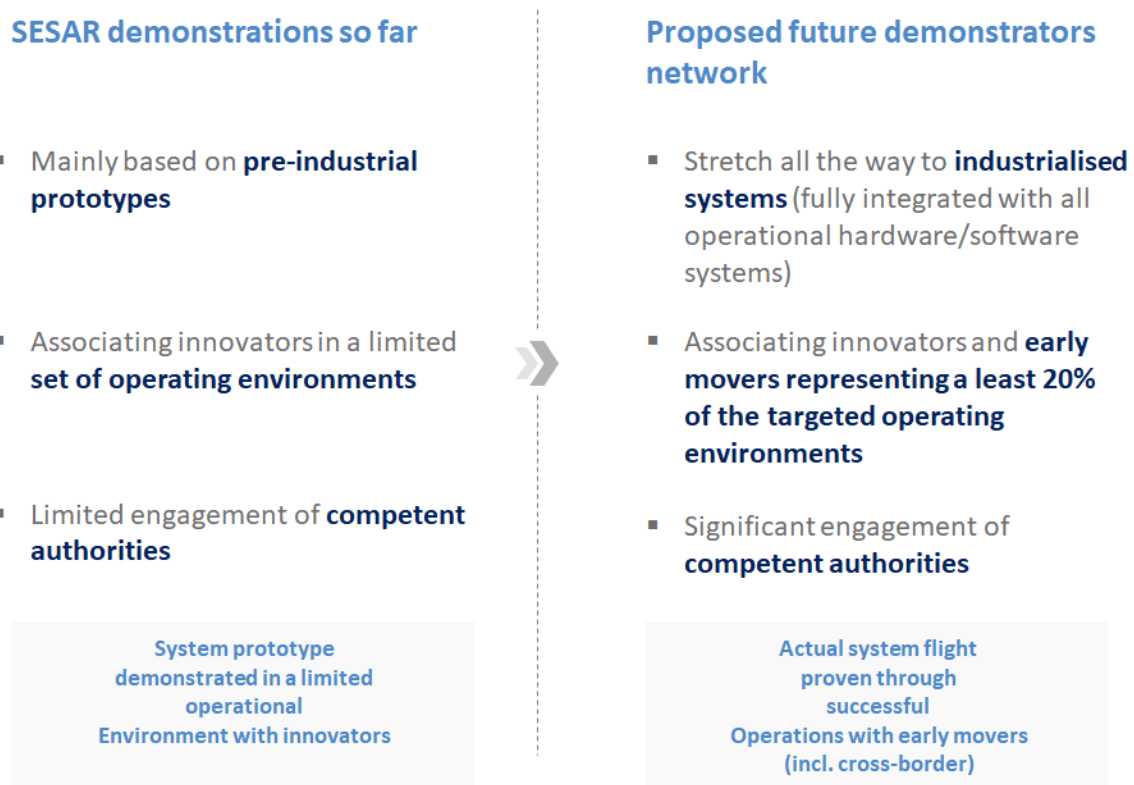 SESAR demonstrations so far
▪ Mainly based on pre-industrial
prototypes
▪ Associating innovators in a limited
set of operating environments
▪ Limited engagement of competent
authorities
System prototype
demonstrated in a limited
operational
Environment with innovators
Proposed future demonstrators
network
▪ Stretch all the way to industrialised
systems (fully integrated with all
operational hardware/software
systems)
▪ Associating innovators and early
movers representing a least 20%
of the targeted operating
environments
▪ Significant engagement of
competent authorities
Actual system flight
proven through
successful
Operations with early movers
(incl. cross-border)